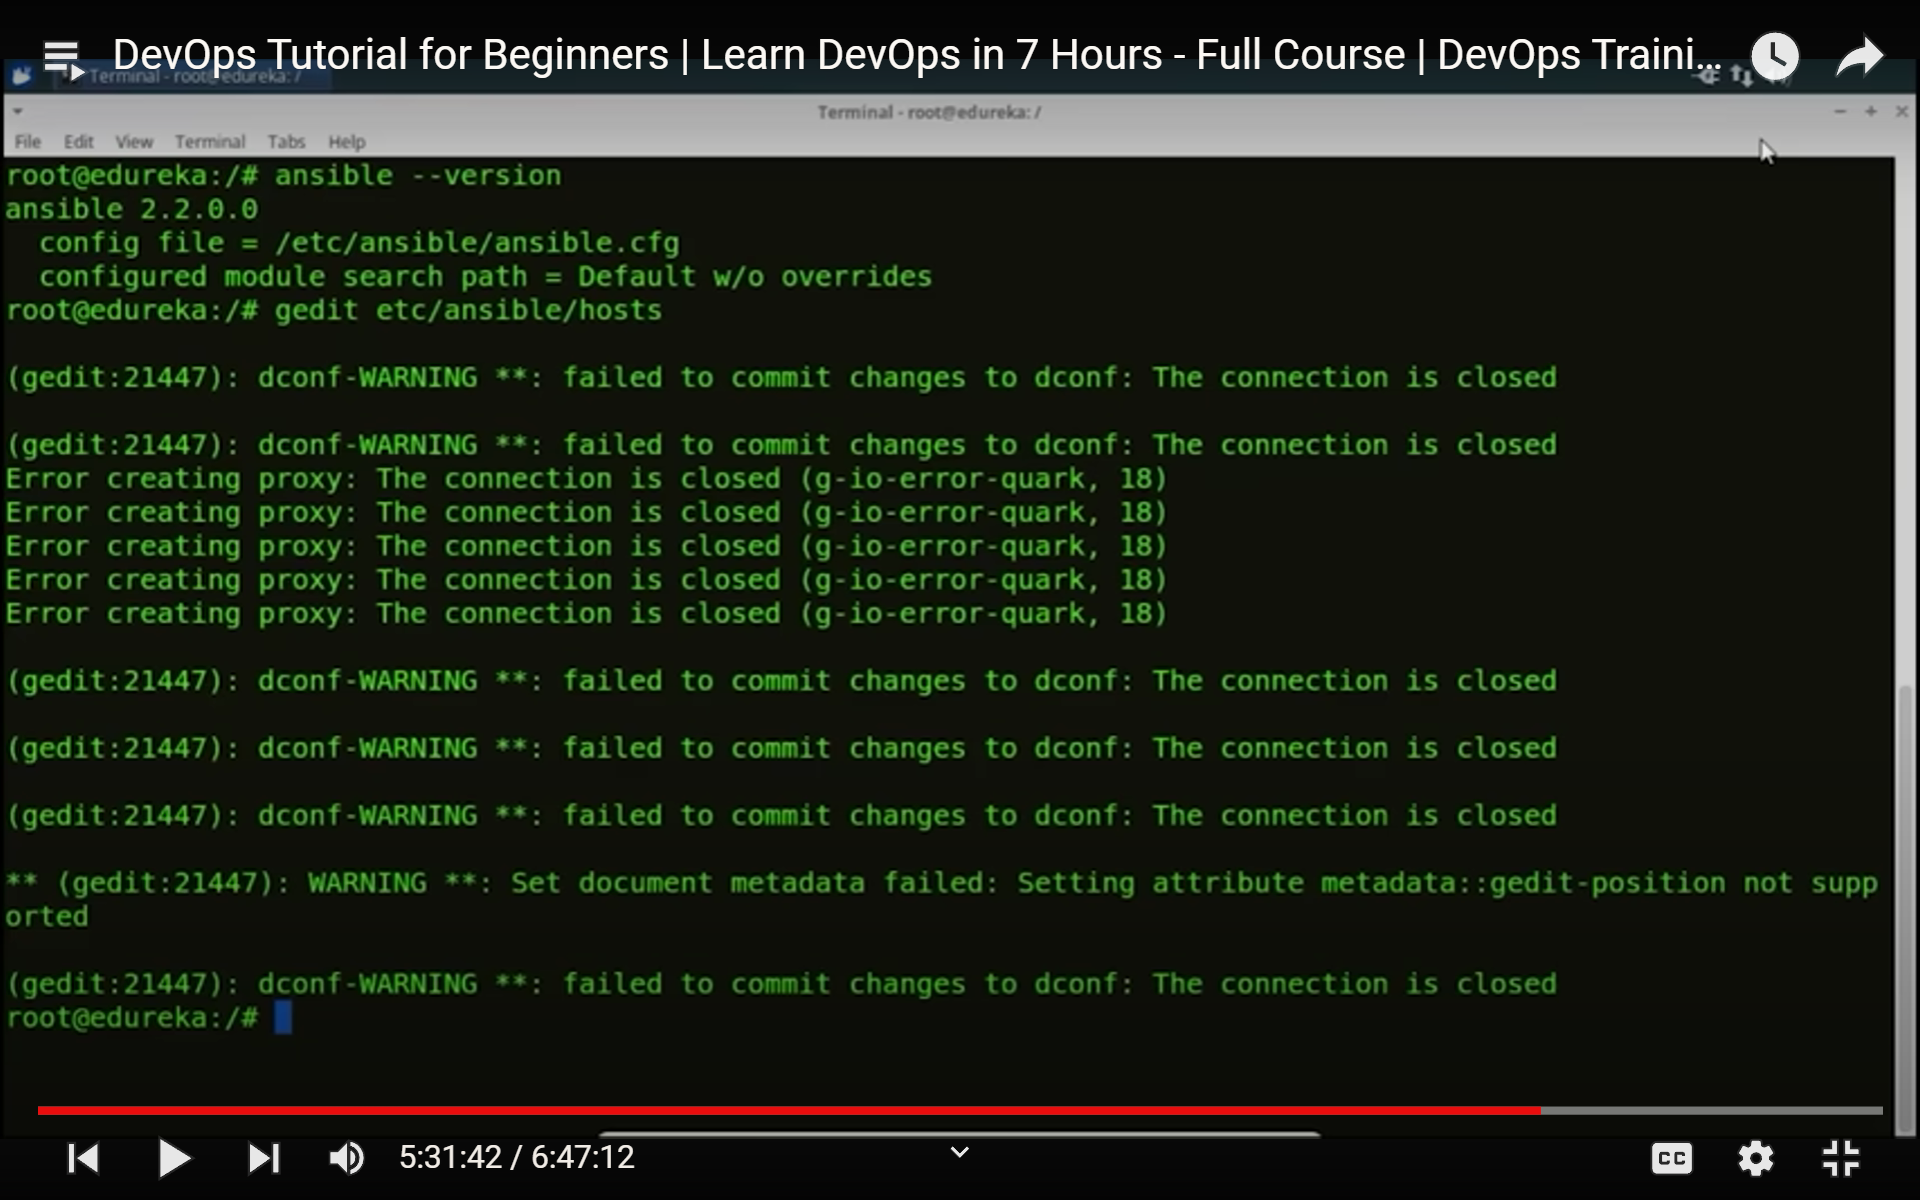 DevOps Tutorial for Beginners | Learn DevOps in 7 Hours - Full Course | DevOps Traini...
Terminal - root@edureka: /
Terminal - root@edureka: /
File Edit View Terminal Tabs Help
root@edureka:/# ansible --version
ansible 2.2.0.0
  config file = /etc/ansible/ansible.cfg
  configured module search path = Default w/o overrides
root@edureka:/# gedit etc/ansible/hosts
(gedit:21447): dconf-WARNING **: failed to commit changes to dconf: The connection is closed
(gedit:21447): dconf-WARNING **: failed to commit changes to dconf: The connection is closed
Error creating proxy: The connection is closed (g-io-error-quark, 18)
Error creating proxy: The connection is closed (g-io-error-quark, 18)
Error creating proxy: The connection is closed (g-io-error-quark, 18)
Error creating proxy: The connection is closed (g-io-error-quark, 18)
Error creating proxy: The connection is closed (g-io-error-quark, 18)
(gedit:21447): dconf-WARNING **: failed to commit changes to dconf: The connection is closed
(gedit:21447): dconf-WARNING **: failed to commit changes to dconf: The connection is closed
(gedit:21447): dconf-WARNING **: failed to commit changes to dconf: The connection is closed
** (gedit:21447): WARNING **: Set document metadata failed: Setting attribute metadata::gedit-position not supp
orted
(gedit:21447): dconf-WARNING **: failed to commit changes to dconf: The connection is closed
root@edureka:/#
5:31:42 / 6:47:12
CC